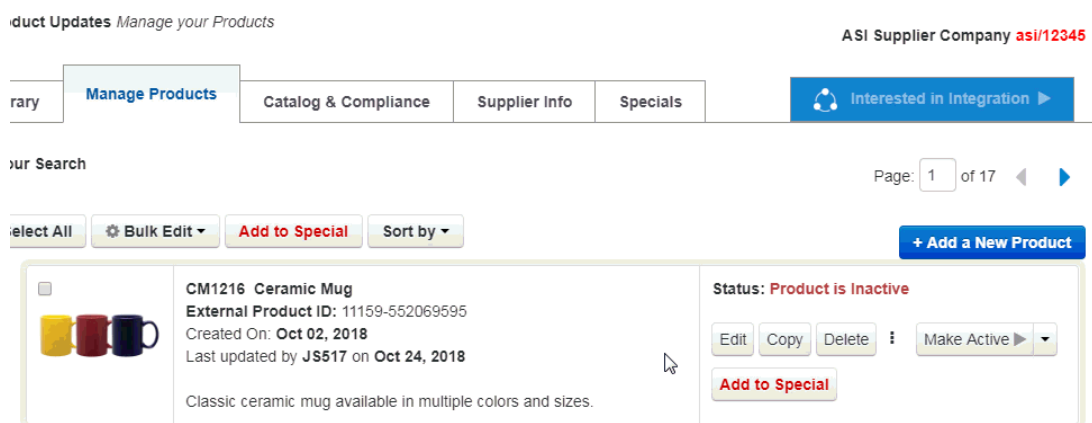 duct Updates Manage your Products
ASI Supplier Company asi/12345
rary
Manage Products
Catalog & Compliance
Supplier Info
Specials
Interested in Integration
our Search
Page: 1 of 17
elect All
Bulk Edit
Add to Special
Sort by
+ Add a New Product
CM1216 Ceramic Mug
External Product ID: 11159-552069595
Created On: Oct 02, 2018
Last updated by JS517 on Oct 24, 2018
Classic ceramic mug available in multiple colors and sizes.
Status: Product is Inactive
Edit Copy Delete Make Active
Add to Special